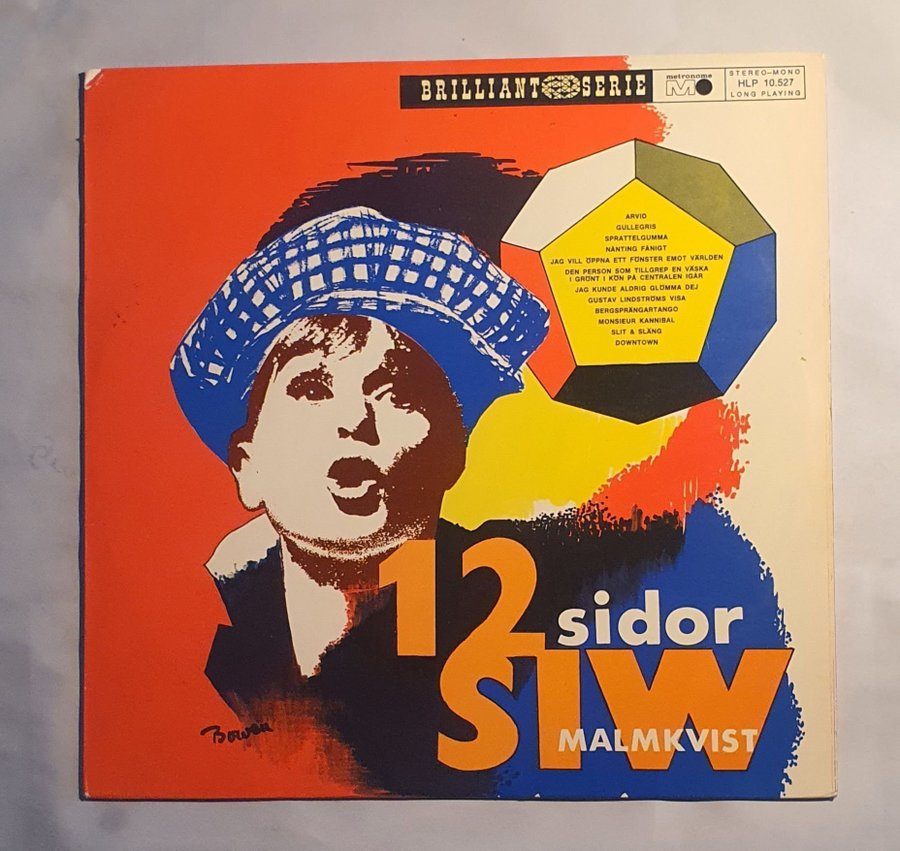 BRILLIANT SERIE
metronome
STEREO-MONO
HLP 10.527
LONG PLAYING
ARVID
GULLEGRIS
SPRATTELGUMMA
NÅNTING FÅNIGT
JAG VILL ÖPPNA ETT FÖNSTER EMOT VÄRLDEN
DEN PERSON SOM TILLGREP EN VÄSKA
I GRÖNT I KÖN PÅ CENTRALEN IGÅR
JAG KUNDE ALDRIG GLÖMMA DEJ
GUSTAV LINDSTRÖMS VISA
BERGSPRÄNGARTANGO
MONSIEUR KANNIBAL
SLIT & SLÄNG
DOWNTOWN
12 sidor
SIW
MALMKVIST
Bowen